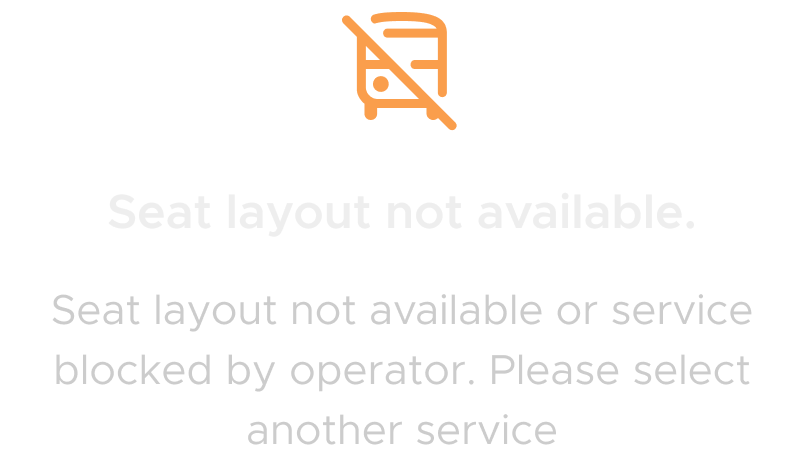 Seat layout not available.
Seat layout not available or service
blocked by operator. Please select
another service